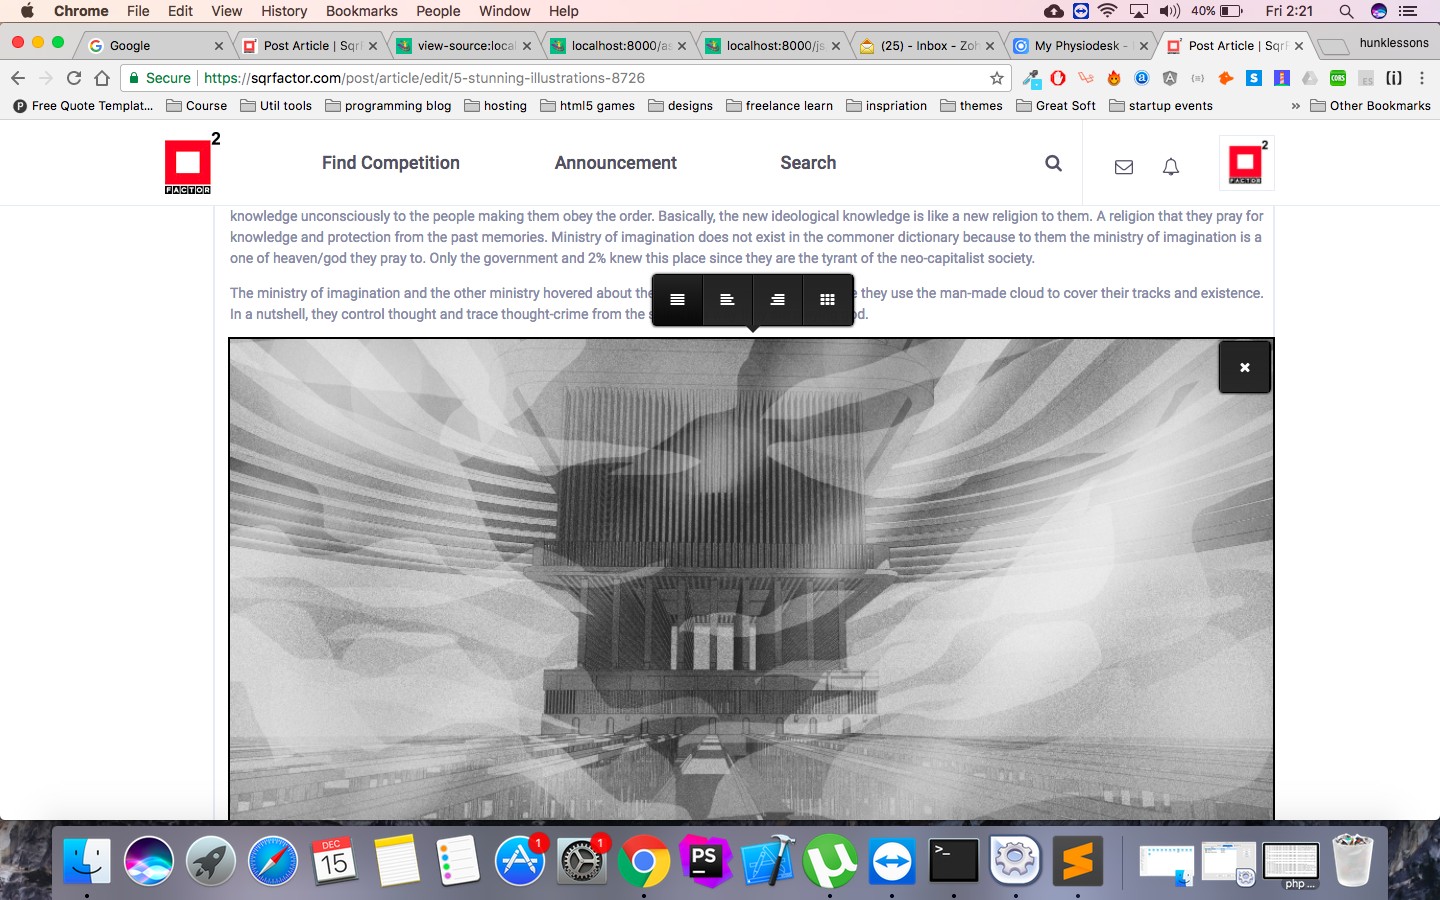 Chrome File Edit View History Bookmarks People Window Help 40% Fri 2:21
Google Post Article | Sqr view-source:local localhost:8000/as localhost:8000/js (25) - Inbox - Zoh My Physiodesk - Post Article | SqrF hunklessons
Secure https://sqrfactor.com/post/article/edit/5-stunning-illustrations-8726
Free Quote Templat... Course Util tools programming blog hosting html5 games designs freelance learn inspriation themes Great Soft startup events » Other Bookmarks
2 FACTOR Find Competition Announcement Search 2 FACTOR
knowledge unconsciously to the people making them obey the order. Basically, the new ideological knowledge is like a new religion to them. A religion that they pray for
knowledge and protection from the past memories. Ministry of imagination does not exist in the commoner dictionary because to them the ministry of imagination is a
one of heaven/god they pray to. Only the government and 2% knew this place since they are the tyrant of the neo-capitalist society.
The ministry of imagination and the other ministry hovered about the they use the man-made cloud to cover their tracks and existence.
In a nutshell, they control thought and trace thought-crime from the
DEC
15
1
1
PS
>_
php ...